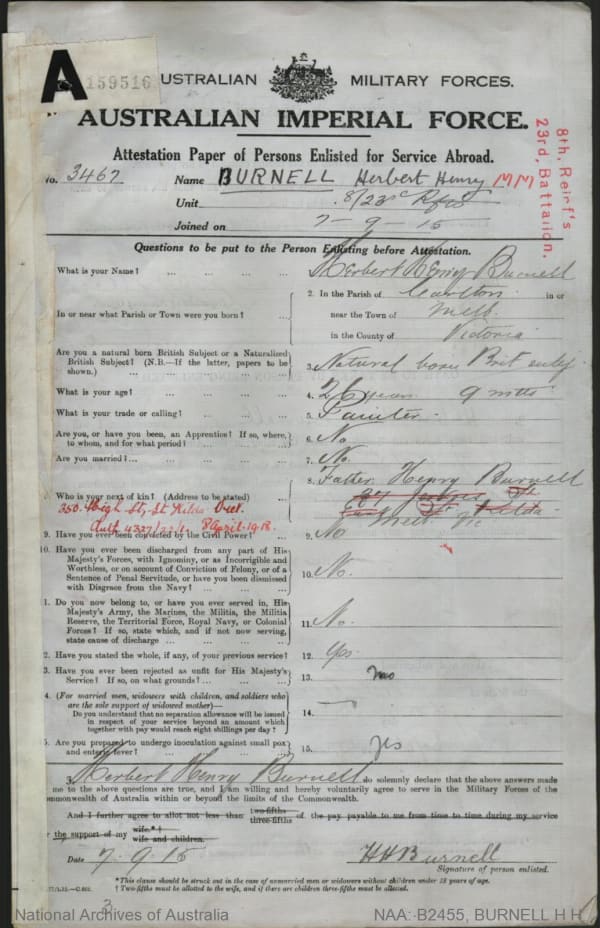 A 159516
AUSTRALIAN MILITARY FORCES.
AUSTRALIAN IMPERIAL FORCE.
Attestation Paper of Persons Enlisted for Service Abroad.
No. 3467 Name BURNELL Herbert Henry MM
8th, Reinf's
23rd, Battalion.
Unit 8/23rd Rfts
Joined on 7-9-15
Questions to be put to the Person Enlisting before Attestation.
What is your Name? ... ... ... Herbert Henry Burnell
In or near what Parish or Town were you born? ...
2. In the Parish of Carlton in or
near the Town of Melb
in the County of Victoria
Are you a natural born British Subject or a Naturalized
British Subject? (N.B.—If the latter, papers to be
shown.) ... ... ... 3. Natural born Brit subj
What is your age? ... ... ... 4. 26 years 9 mths
What is your trade or calling? ... ... 5. Painter
Are you, or have you been, an Apprentice? If so, where,
to whom, and for what period? ... ... 6. No
Are you married? ... ... ... 7. No.
8. Father Henry Burnell
Who is your next of kin? (Address to be stated) ...
350. High St, St Kilda Vict.
St Kilda
Melb Vic
8 April 1918.
9. Have you ever been convicted by the Civil Power? ... 9. No
10. Have you ever been discharged from any part of His
Majesty's Forces, with Ignominy, or as Incorrigible and
Worthless, or on account of Conviction of Felony, or of a
Sentence of Penal Servitude, or have you been dismissed
with Disgrace from the Navy? ... ... 10. No.
1. Do you now belong to, or have you ever served in, His
Majesty's Army, the Marines, the Militia, the Militia
Reserve, the Territorial Force, Royal Navy, or Colonial
Forces? If so, state which, and if not now serving,
state cause of discharge ... ... ... 11. No.
2. Have you stated the whole, if any, of your previous service? 12. Yes.
3. Have you ever been rejected as unfit for His Majesty's
Service? If so, on what grounds? ... ... 13. no
4. (For married men, widowers with children, and soldiers who
are the sole support of widowed mother)—
Do you understand that no separation allowance will be issued
in respect of your service beyond an amount which
together with pay would reach eight shillings per day? 14. —
5. Are you prepared to undergo inoculation against small pox
and enteric fever? ... ... ... 15. yes
I, Herbert Henry Burnell do solemnly declare that the above answers made
me to the above questions are true, and I am willing and hereby voluntarily agree to serve in the Military Forces of the
Commonwealth of Australia within or beyond the limits of the Commonwealth.
And I further agree to allot not less than two-fifths three-fifths of the pay payable to me from time to time during my service
for the support of my wife.*† wife and children.
Date 7.9.15 HHBurnell
Signature of person enlisted.
*This clause should be struck out in the case of unmarried men or widowers without children under 18 years of age.
†Two-fifths must be allotted to the wife, and if there are children three-fifths must be allotted.
3
National Archives of Australia NAA: B2455, BURNELL H H